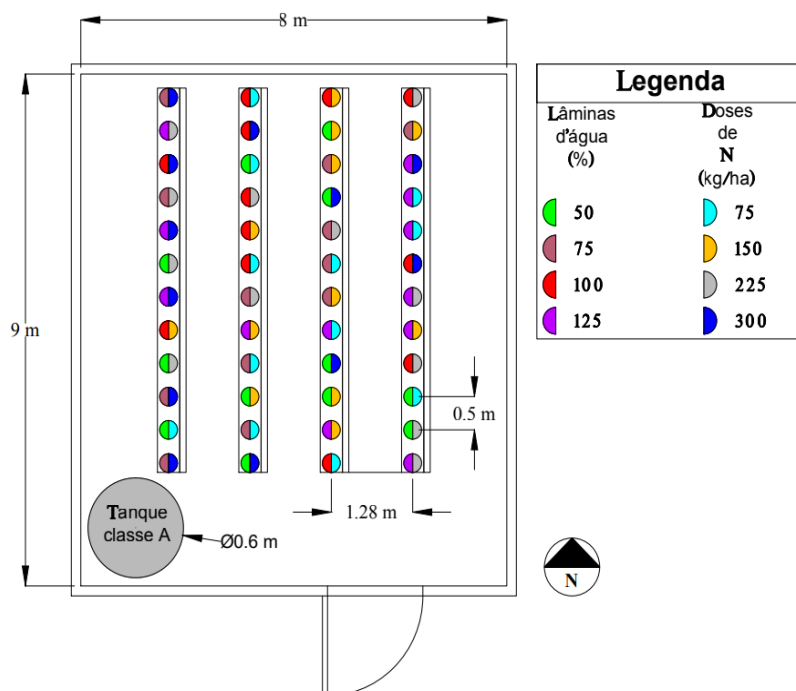 8 m
9 m
0.5 m
1.28 m
Tanque
classe A
Ø0.6 m
Legenda
Lâminas
d'água
(%)
Doses
de
N
(kg/ha)
50
75
75
150
100
225
125
300
N